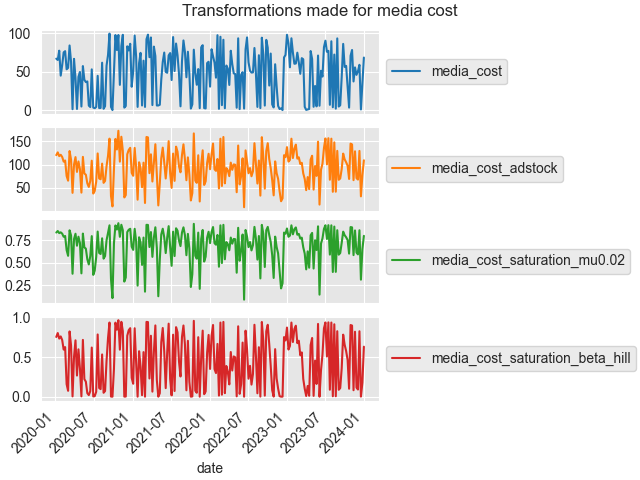 Transformations made for media cost
100
50
0
media_cost
150
100
50
media_cost_adstock
0.75
0.50
0.25
media_cost_saturation_mu0.02
1.0
0.5
0.0
media_cost_saturation_beta_hill
2020-01 2020-07 2021-01 2021-07 2022-01 2022-07 2023-01 2023-07 2024-01
date